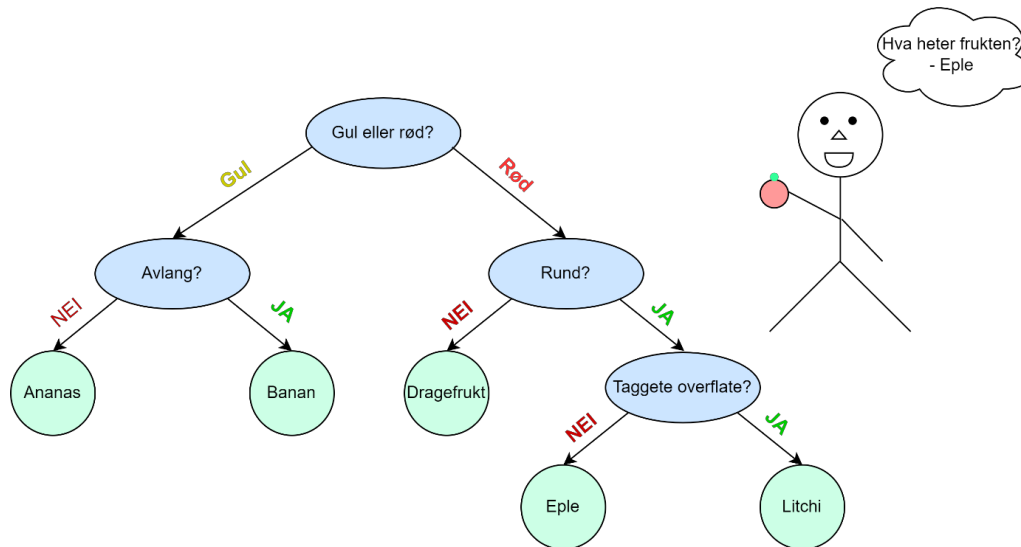 Hva heter frukten?
- Eple
Gul eller rød?
Gul
Rød
Avlang?
Rund?
NEI
JA
NEI
JA
Ananas
Banan
Dragefrukt
Taggete overflate?
NEI
JA
Eple
Litchi